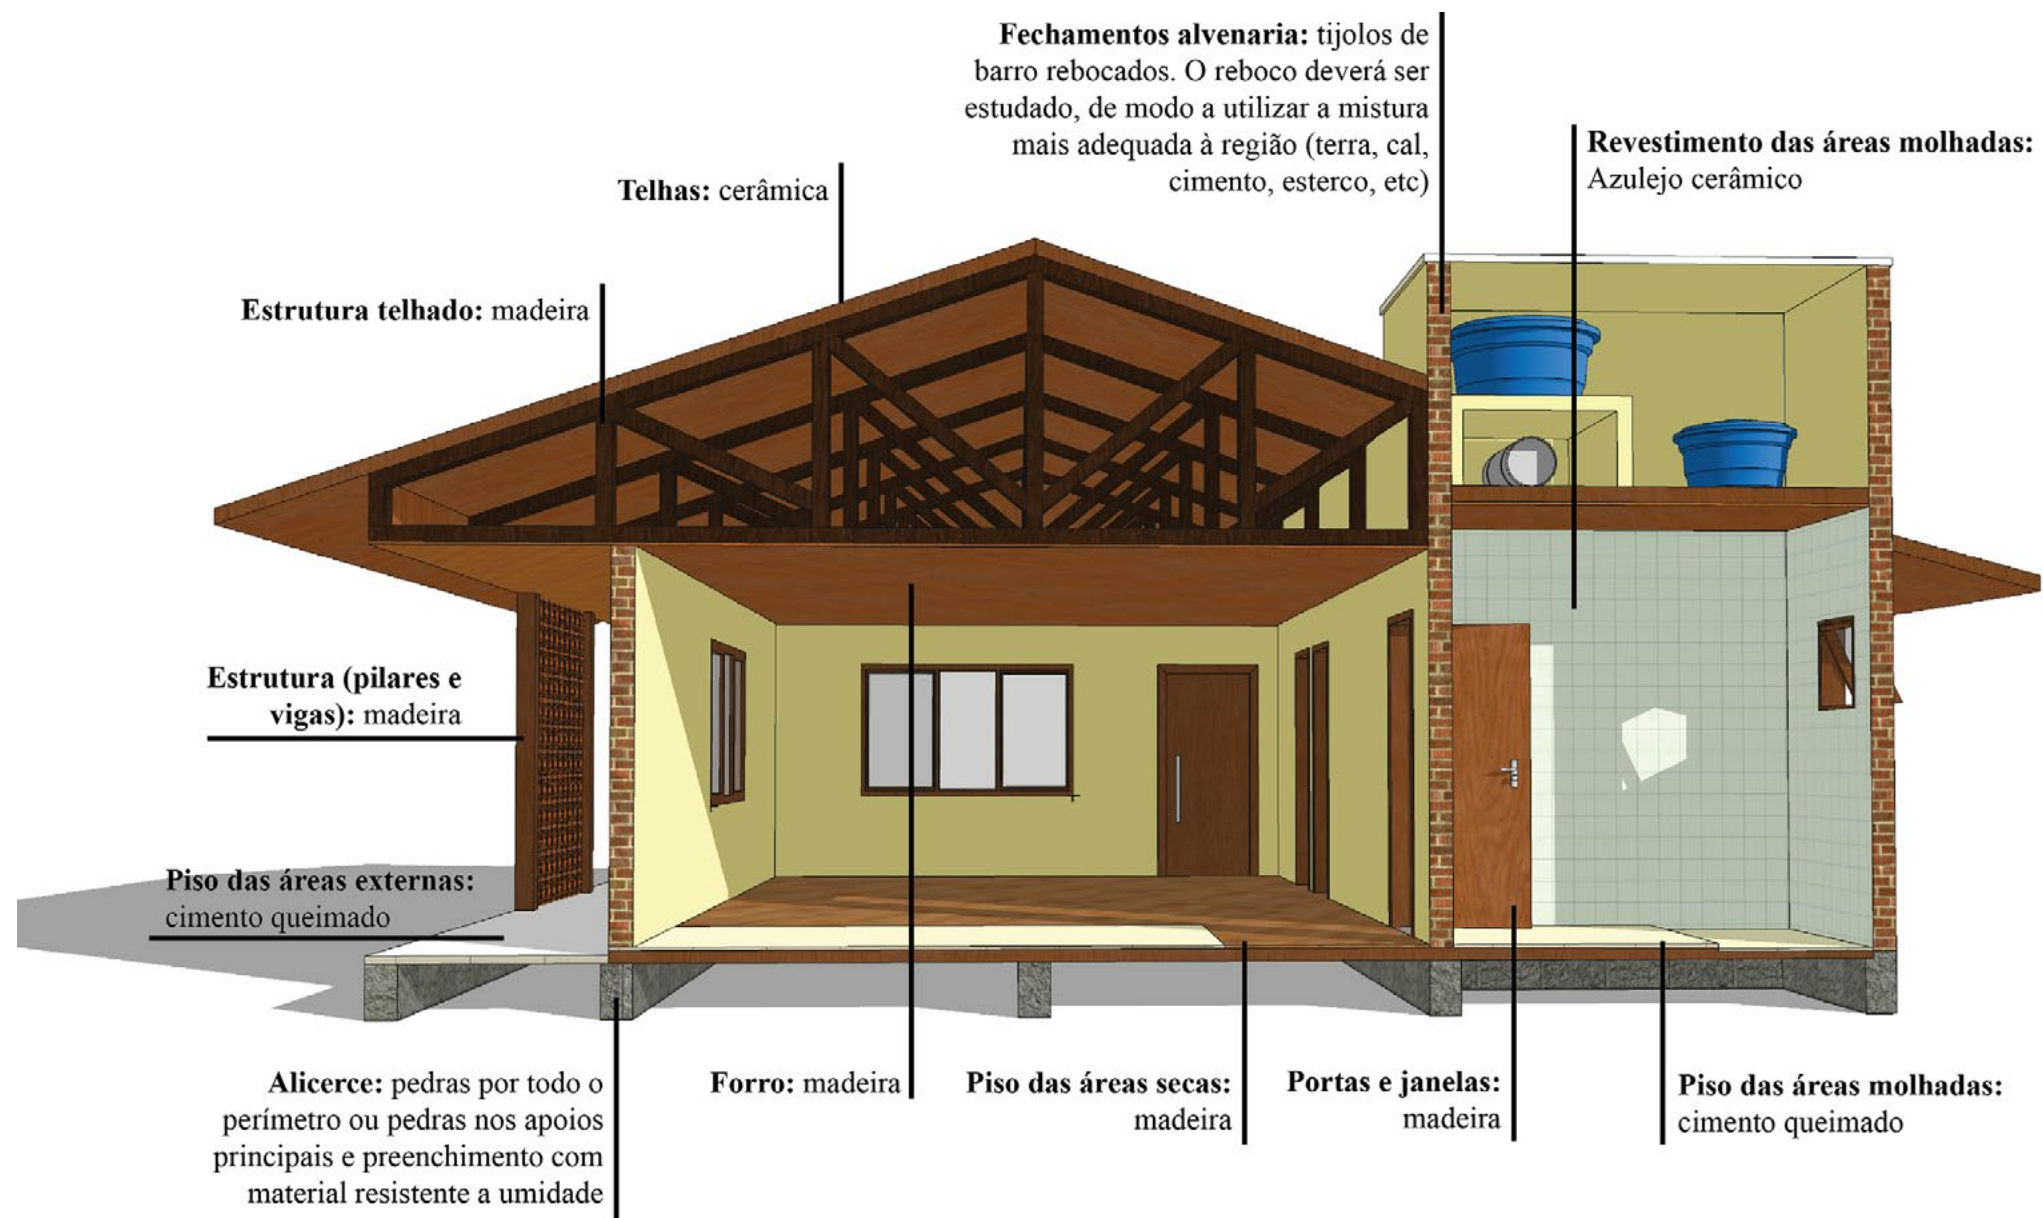 Fechamentos alvenaria: tijolos de
barro rebocados. O reboco deverá ser
estudado, de modo a utilizar a mistura
mais adequada à região (terra, cal,
cimento, esterco, etc)
Revestimento das áreas molhadas:
Azulejo cerâmico
Telhas: cerâmica
Estrutura telhado: madeira
Estrutura (pilares e
vigas): madeira
Piso das áreas externas:
cimento queimado
Alicerce: pedras por todo o
perímetro ou pedras nos apoios
principais e preenchimento com
material resistente a umidade
Forro: madeira
Piso das áreas secas:
madeira
Portas e janelas:
madeira
Piso das áreas molhadas:
cimento queimado